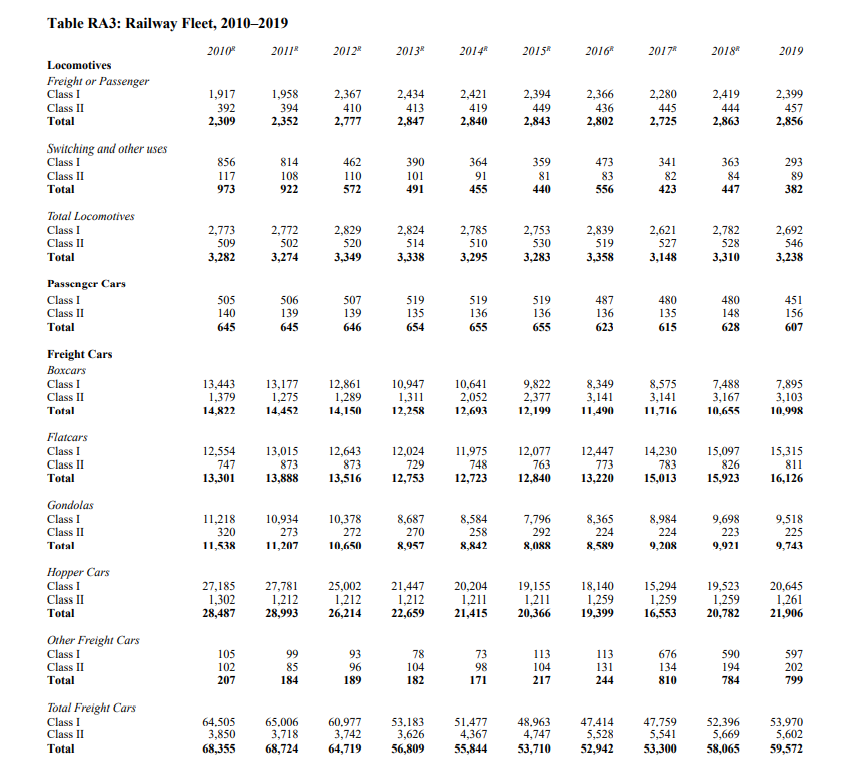 Table RA3: Railway Fleet, 2010–2019
2010R 2011R 2012R 2013R 2014R 2015R 2016R 2017R 2018R 2019
Locomotives
Freight or Passenger
Class I 1,917 1,958 2,367 2,434 2,421 2,394 2,366 2,280 2,419 2,399
Class II 392 394 410 413 419 449 436 445 444 457
Total 2,309 2,352 2,777 2,847 2,840 2,843 2,802 2,725 2,863 2,856
Switching and other uses
Class I 856 814 462 390 364 359 473 341 363 293
Class II 117 108 110 101 91 81 83 82 84 89
Total 973 922 572 491 455 440 556 423 447 382
Total Locomotives
Class I 2,773 2,772 2,829 2,824 2,785 2,753 2,839 2,621 2,782 2,692
Class II 509 502 520 514 510 530 519 527 528 546
Total 3,282 3,274 3,349 3,338 3,295 3,283 3,358 3,148 3,310 3,238
Passenger Cars
Class I 505 506 507 519 519 519 487 480 480 451
Class II 140 139 139 135 136 136 136 135 148 156
Total 645 645 646 654 655 655 623 615 628 607
Freight Cars
Boxcars
Class I 13,443 13,177 12,861 10,947 10,641 9,822 8,349 8,575 7,488 7,895
Class II 1,379 1,275 1,289 1,311 2,052 2,377 3,141 3,141 3,167 3,103
Total 14,822 14,452 14,150 12,258 12,693 12,199 11,490 11,716 10,655 10,998
Flatcars
Class I 12,554 13,015 12,643 12,024 11,975 12,077 12,447 14,230 15,097 15,315
Class II 747 873 873 729 748 763 773 783 826 811
Total 13,301 13,888 13,516 12,753 12,723 12,840 13,220 15,013 15,923 16,126
Gondolas
Class I 11,218 10,934 10,378 8,687 8,584 7,796 8,365 8,984 9,698 9,518
Class II 320 273 272 270 258 292 224 224 223 225
Total 11,538 11,207 10,650 8,957 8,842 8,088 8,589 9,208 9,921 9,743
Hopper Cars
Class I 27,185 27,781 25,002 21,447 20,204 19,155 18,140 15,294 19,523 20,645
Class II 1,302 1,212 1,212 1,212 1,211 1,211 1,259 1,259 1,259 1,261
Total 28,487 28,993 26,214 22,659 21,415 20,366 19,399 16,553 20,782 21,906
Other Freight Cars
Class I 105 99 93 78 73 113 113 676 590 597
Class II 102 85 96 104 98 104 131 134 194 202
Total 207 184 189 182 171 217 244 810 784 799
Total Freight Cars
Class I 64,505 65,006 60,977 53,183 51,477 48,963 47,414 47,759 52,396 53,970
Class II 3,850 3,718 3,742 3,626 4,367 4,747 5,528 5,541 5,669 5,602
Total 68,355 68,724 64,719 56,809 55,844 53,710 52,942 53,300 58,065 59,572